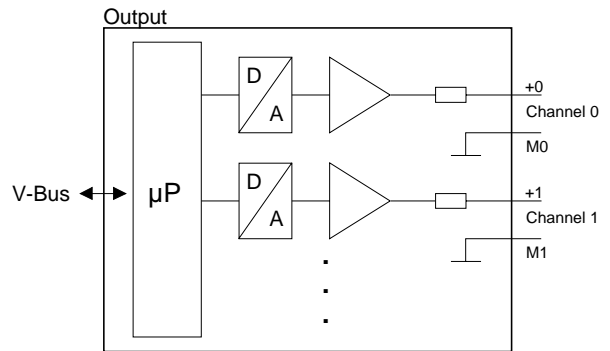 Output
D
A
+0
Channel 0
M0
V-Bus
µP
D
A
+1
Channel 1
M1